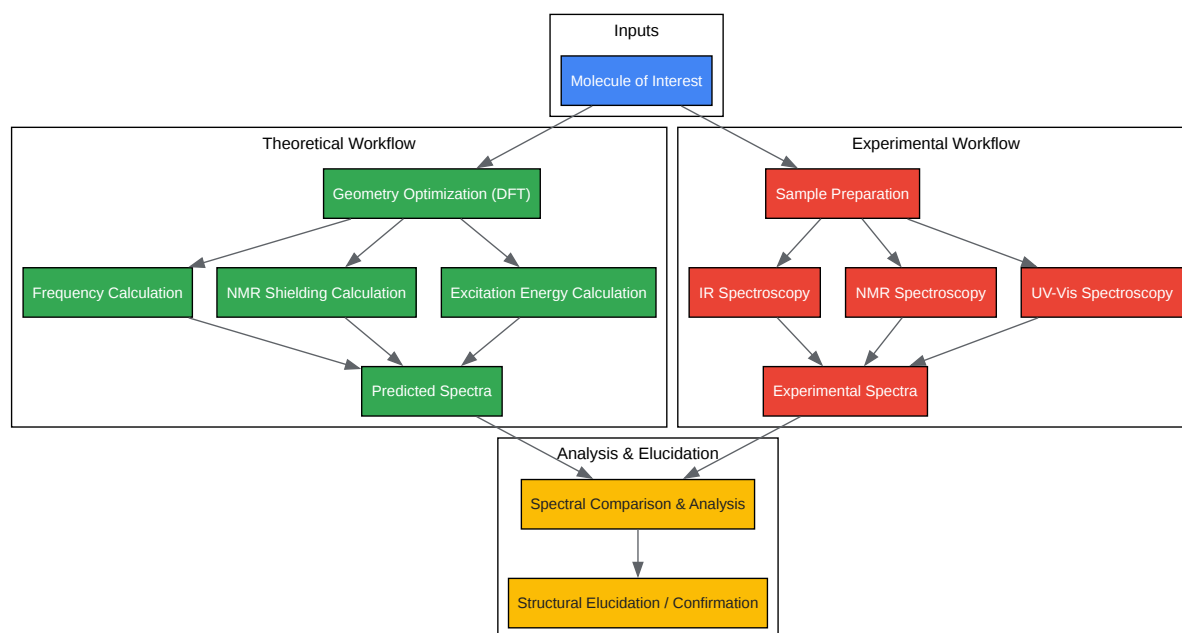 Inputs
Molecule of Interest
Theoretical Workflow
Experimental Workflow
Geometry Optimization (DFT)
Sample Preparation
Frequency Calculation
NMR Shielding Calculation
Excitation Energy Calculation
IR Spectroscopy
NMR Spectroscopy
UV-Vis Spectroscopy
Predicted Spectra
Experimental Spectra
Analysis & Elucidation
Spectral Comparison & Analysis
Structural Elucidation / Confirmation